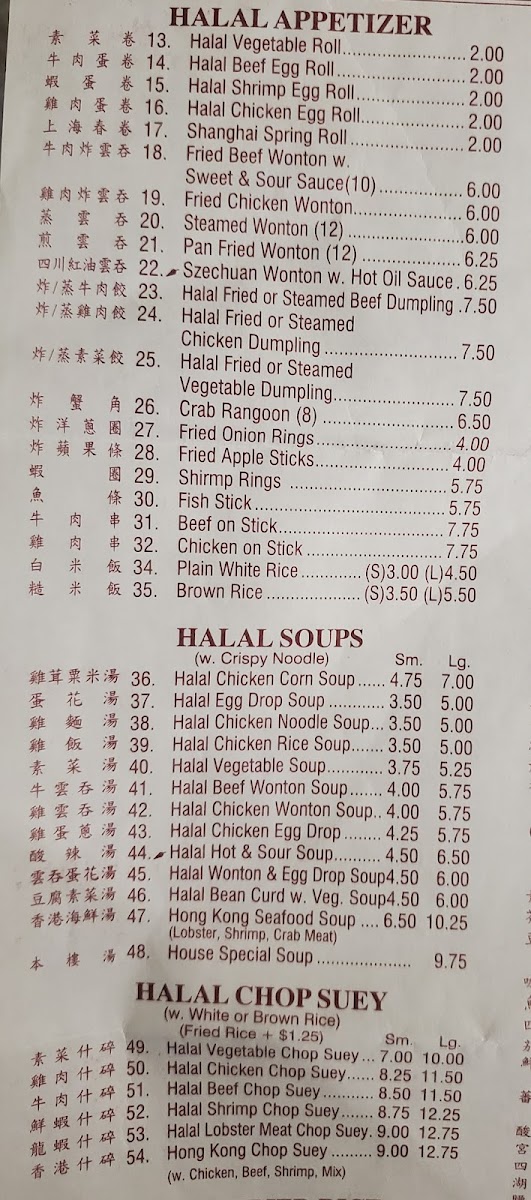 HALAL APPETIZER
素菜卷 13. Halal Vegetable Roll 2.00
牛肉蛋卷 14. Halal Beef Egg Roll 2.00
蝦蛋卷 15. Halal Shrimp Egg Roll 2.00
雞肉蛋卷 16. Halal Chicken Egg Roll 2.00
上海春卷 17. Shanghai Spring Roll 2.00
牛肉炸雲吞 18. Fried Beef Wonton w.
Sweet & Sour Sauce(10) 6.00
雞肉炸雲吞 19. Fried Chicken Wonton 6.00
蒸雲吞 20. Steamed Wonton (12) 6.00
煎雲吞 21. Pan Fried Wonton (12) 6.25
四川紅油雲吞 22. Szechuan Wonton w. Hot Oil Sauce . 6.25
炸/蒸牛肉餃 23. Halal Fried or Steamed Beef Dumpling .7.50
炸/蒸雞肉餃 24. Halal Fried or Steamed
Chicken Dumpling 7.50
炸/蒸素菜餃 25. Halal Fried or Steamed
Vegetable Dumpling 7.50
炸蟹角 26. Crab Rangoon (8) 6.50
炸洋蔥圈 27. Fried Onion Rings 4.00
炸蘋果條 28. Fried Apple Sticks 4.00
蝦圈 29. Shirmp Rings 5.75
魚條 30. Fish Stick 5.75
牛肉串 31. Beef on Stick 7.75
雞肉串 32. Chicken on Stick 7.75
白米飯 34. Plain White Rice (S)3.00 (L)4.50
糙米飯 35. Brown Rice (S)3.50 (L)5.50
HALAL SOUPS
(w. Crispy Noodle) Sm. Lg.
雞茸粟米湯 36. Halal Chicken Corn Soup 4.75 7.00
蛋花湯 37. Halal Egg Drop Soup 3.50 5.00
雞麵湯 38. Halal Chicken Noodle Soup 3.50 5.00
雞飯湯 39. Halal Chicken Rice Soup 3.50 5.00
素菜湯 40. Halal Vegetable Soup 3.75 5.25
牛雲吞湯 41. Halal Beef Wonton Soup 4.00 5.75
雞雲吞湯 42. Halal Chicken Wonton Soup 4.00 5.75
雞蛋蔥湯 43. Halal Chicken Egg Drop 4.25 5.75
酸辣湯 44. Halal Hot & Sour Soup 4.50 6.50
雲吞蛋花湯 45. Halal Wonton & Egg Drop Soup 4.50 6.00
豆腐素菜湯 46. Halal Bean Curd w. Veg. Soup 4.50 6.00
香港海鮮湯 47. Hong Kong Seafood Soup 6.50 10.25
(Lobster, Shrimp, Crab Meat)
本樓湯 48. House Special Soup 9.75
HALAL CHOP SUEY
(w. White or Brown Rice)
(Fried Rice + $1.25) Sm. Lg.
素菜什碎 49. Halal Vegetable Chop Suey 7.00 10.00
雞肉什碎 50. Halal Chicken Chop Suey 8.25 11.50
牛肉什碎 51. Halal Beef Chop Suey 8.50 11.50
鮮蝦什碎 52. Halal Shrimp Chop Suey 8.75 12.25
龍蝦什碎 53. Halal Lobster Meat Chop Suey 9.00 12.75
香港什碎 54. Hong Kong Chop Suey 9.00 12.75
(w. Chicken, Beef, Shrimp, Mix)